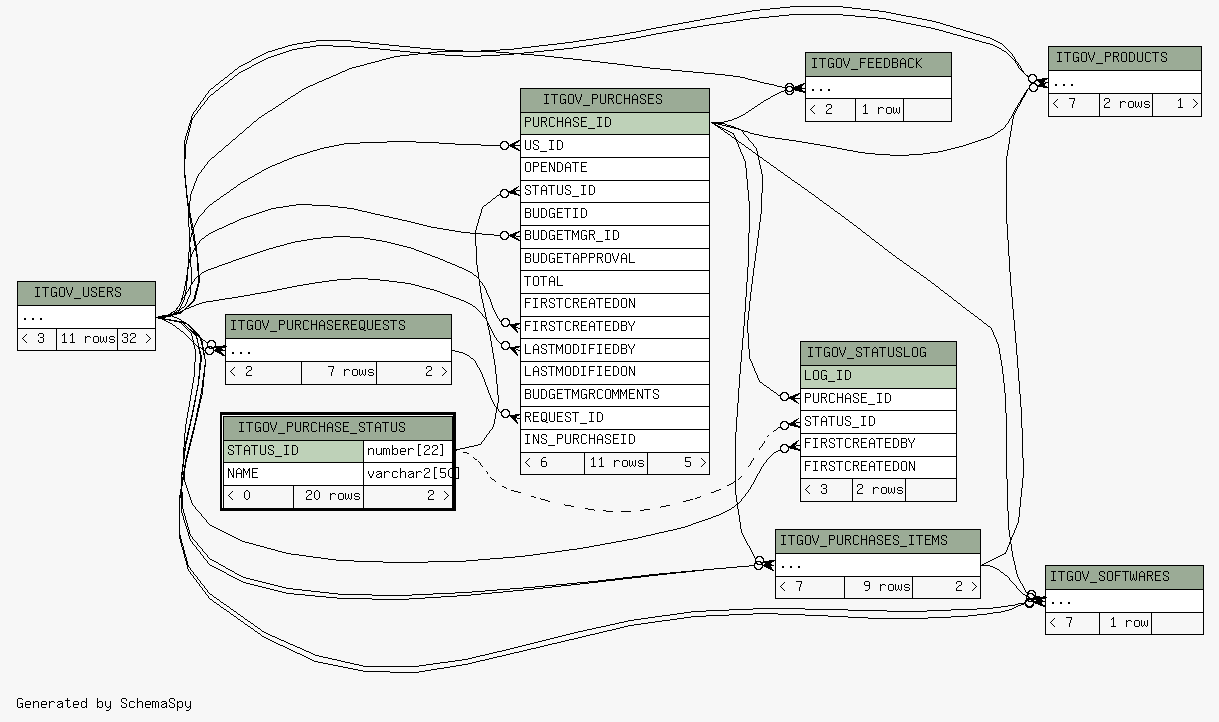 ITGOV_USERS
...
< 3 11 rows 32 >
ITGOV_PURCHASEREQUESTS
...
< 2 7 rows 2 >
ITGOV_PURCHASE_STATUS
STATUS_ID number[22]
NAME varchar2[50]
< 0 20 rows 2 >
ITGOV_PURCHASES
PURCHASE_ID
US_ID
OPENDATE
STATUS_ID
BUDGETID
BUDGETMGR_ID
BUDGETAPPROVAL
TOTAL
FIRSTCREATEDON
FIRSTCREATEDBY
LASTMODIFIEDBY
LASTMODIFIEDON
BUDGETMGRCOMMENTS
REQUEST_ID
INS_PURCHASEID
< 6 11 rows 5 >
ITGOV_FEEDBACK
...
< 2 1 row
ITGOV_STATUSLOG
LOG_ID
PURCHASE_ID
STATUS_ID
FIRSTCREATEDBY
FIRSTCREATEDON
< 3 2 rows
ITGOV_PURCHASES_ITEMS
...
< 7 9 rows 2 >
ITGOV_PRODUCTS
...
< 7 2 rows 1 >
ITGOV_SOFTWARES
...
< 7 1 row
Generated by SchemaSpy